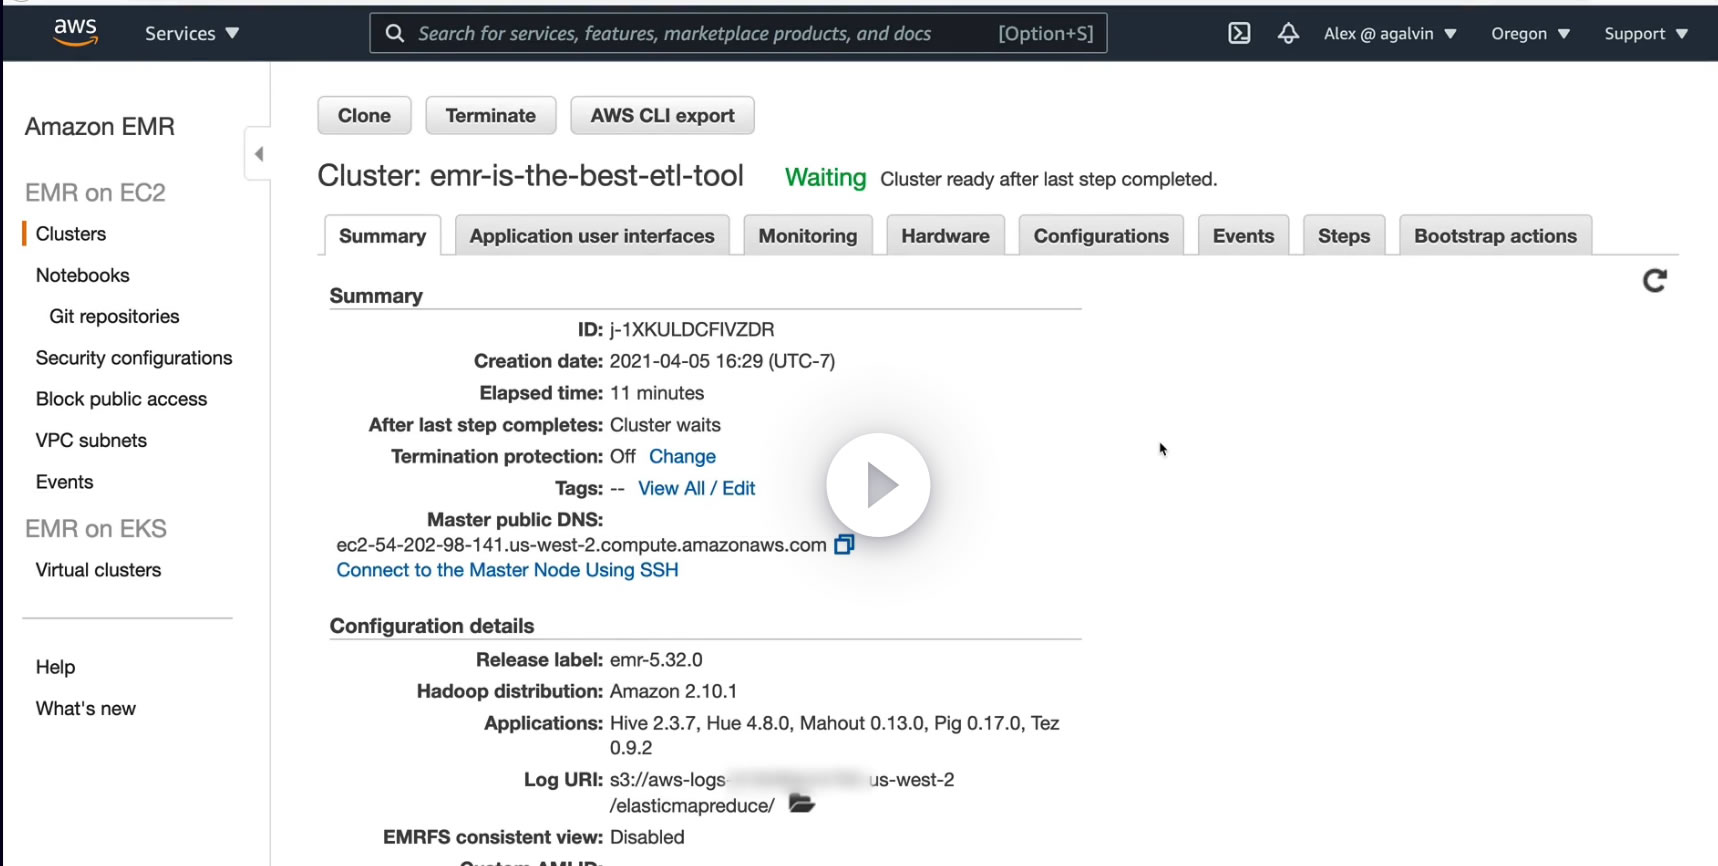 aws
Services
Search for services, features, marketplace products, and docs
[Option+S]
Alex @ agalvin
Oregon
Support
Amazon EMR
EMR on EC2
Clusters
Notebooks
Git repositories
Security configurations
Block public access
VPC subnets
Events
EMR on EKS
Virtual clusters
Help
What's new
Clone
Terminate
AWS CLI export
Cluster: emr-is-the-best-etl-tool Waiting Cluster ready after last step completed.
Summary
Application user interfaces
Monitoring
Hardware
Configurations
Events
Steps
Bootstrap actions
Summary
ID: j-1XKULDCFIVZDR
Creation date: 2021-04-05 16:29 (UTC-7)
Elapsed time: 11 minutes
After last step completes: Cluster waits
Termination protection: Off Change
Tags: -- View All / Edit
Master public DNS:
ec2-54-202-98-141.us-west-2.compute.amazonaws.com
Connect to the Master Node Using SSH
Configuration details
Release label: emr-5.32.0
Hadoop distribution: Amazon 2.10.1
Applications: Hive 2.3.7, Hue 4.8.0, Mahout 0.13.0, Pig 0.17.0, Tez
0.9.2
Log URI: s3://aws-logs- us-west-2
/elasticmapreduce/
EMRFS consistent view: Disabled